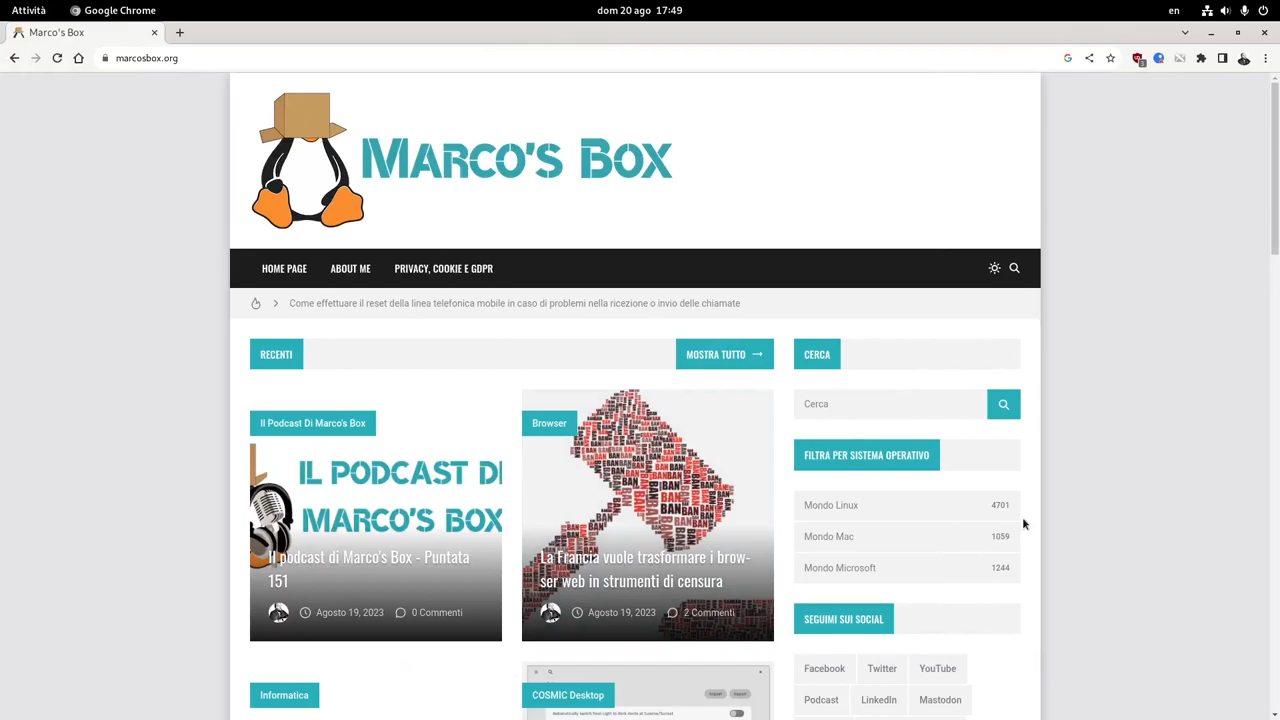 Attività
Google Chrome
dom 20 ago 17:49
en
Marco's Box
marcosbox.org
MARCO'S BOX
HOME PAGE
ABOUT ME
PRIVACY, COOKIE E GDPR
Come effettuare il reset della linea telefonica mobile in caso di problemi nella ricezione o invio delle chiamate
RECENTI
MOSTRA TUTTO →
Il Podcast Di Marco's Box
IL PODCAST DI
MARCO'S BOX
Il podcast di Marco's Box - Puntata
151
Agosto 19, 2023
0 Commenti
Browser
BAN
La Francia vuole trasformare i brow-
ser web in strumenti di censura
Agosto 19, 2023
2 Commenti
Informatica
COSMIC Desktop
CERCA
Cerca
FILTRA PER SISTEMA OPERATIVO
Mondo Linux 4701
Mondo Mac 1059
Mondo Microsoft 1244
SEGUIMI SUI SOCIAL
Facebook
Twitter
YouTube
Podcast
LinkedIn
Mastodon